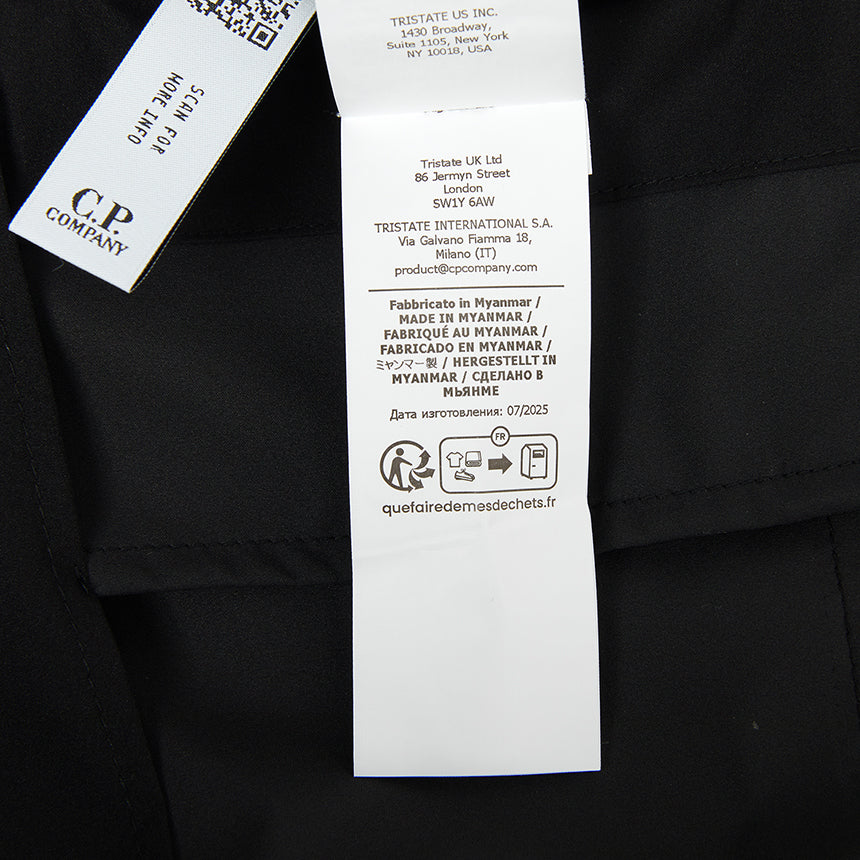 TRISTATE US INC.
1430 Broadway,
Suite 1105, New York
NY 10018, USA
SCAN FOR
MORE INFO
C.P.
COMPANY
Tristate UK Ltd
86 Jermyn Street
London
SW1Y 6AW
TRISTATE INTERNATIONAL S.A.
Via Galvano Fiamma 18,
Milano (IT)
product@cpcompany.com
Fabbricato in Myanmar /
MADE IN MYANMAR /
FABRIQUÉ AU MYANMAR /
FABRICADO EN MYANMAR /
ミャンマー製 / HERGESTELLT IN
MYANMAR / СДЕЛАНО В
МЬЯНМЕ
Дата изготовления: 07/2025
FR
quefairedemesdechets.fr